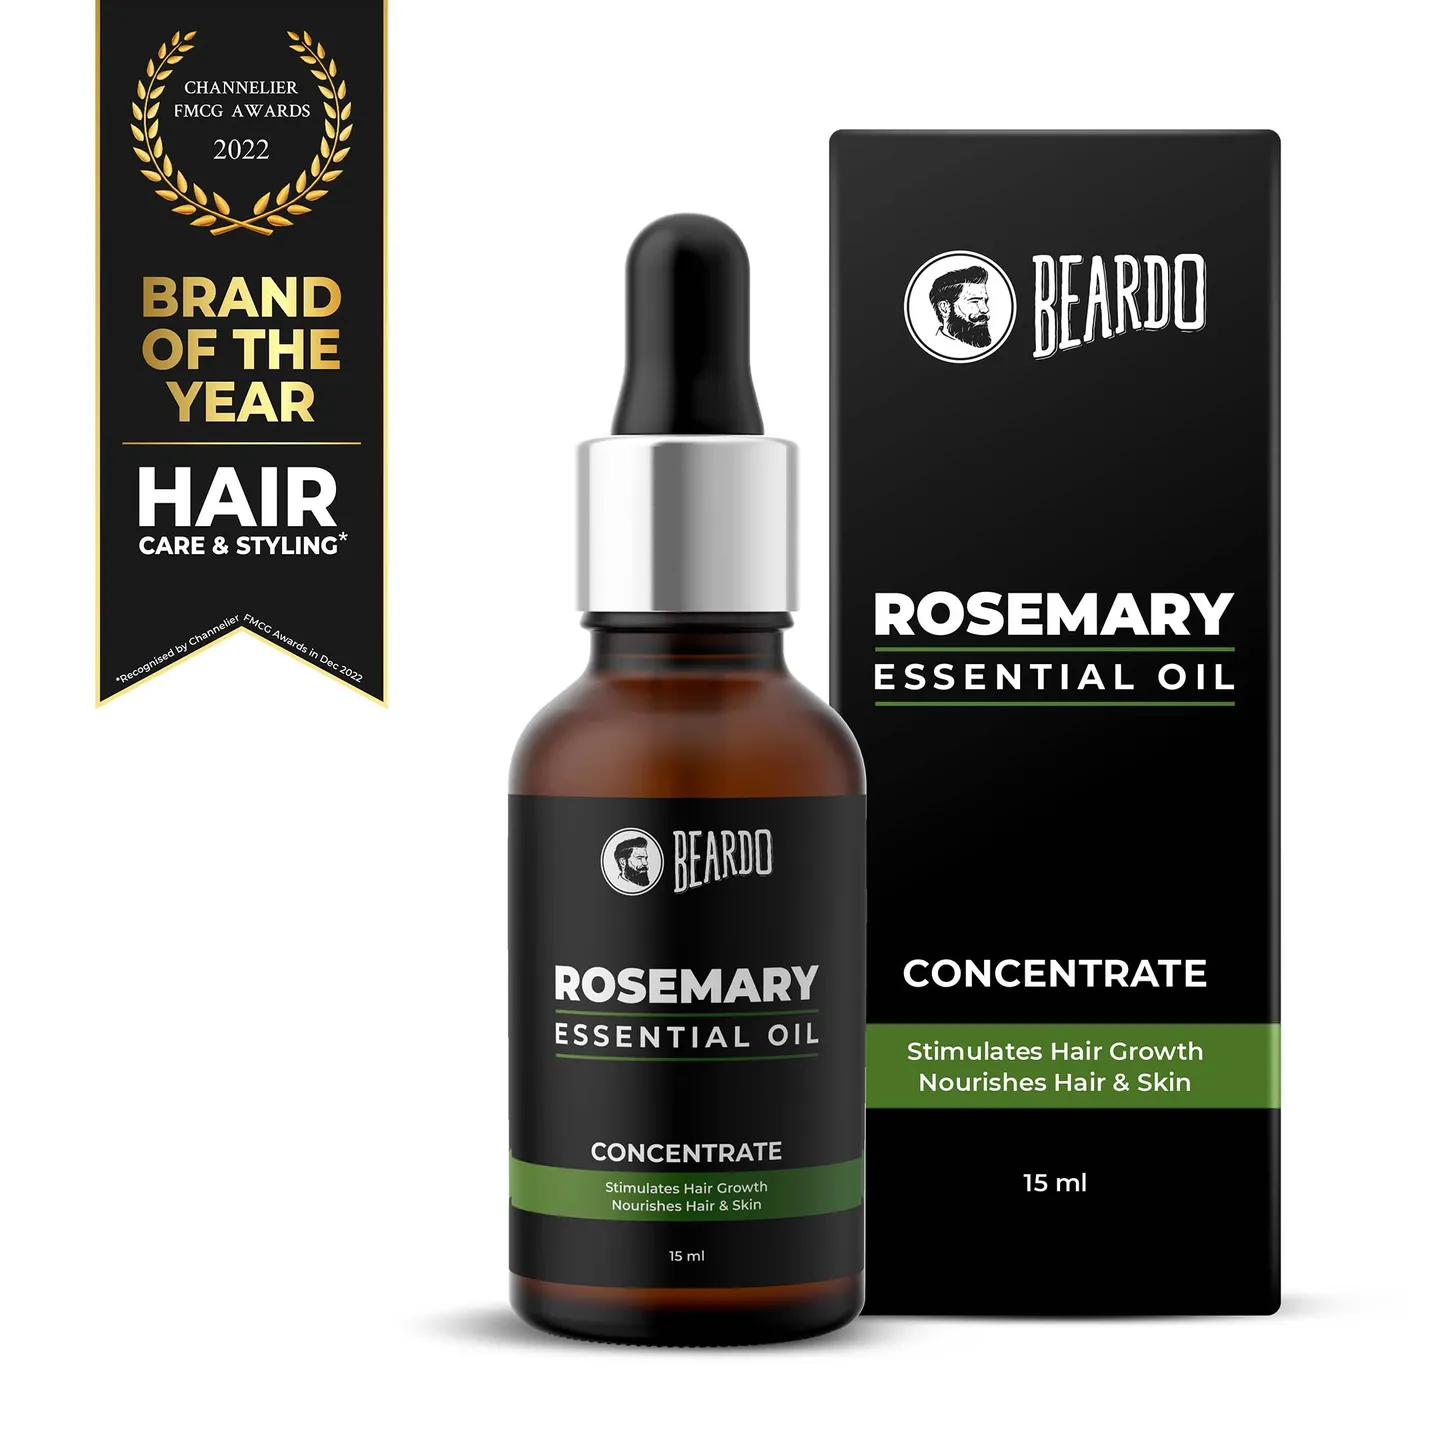 CHANNELIER
FMCG AWARDS
2022
BRAND
OF THE
YEAR
HAIR
CARE & STYLING*
*Recognised by Channelier FMCG Awards in Dec 2022
BEARDO
ROSEMARY
ESSENTIAL OIL
CONCENTRATE
Stimulates Hair Growth
Nourishes Hair & Skin
15 ml
BEARDO
ROSEMARY
ESSENTIAL OIL
CONCENTRATE
Stimulates Hair Growth
Nourishes Hair & Skin
15 ml